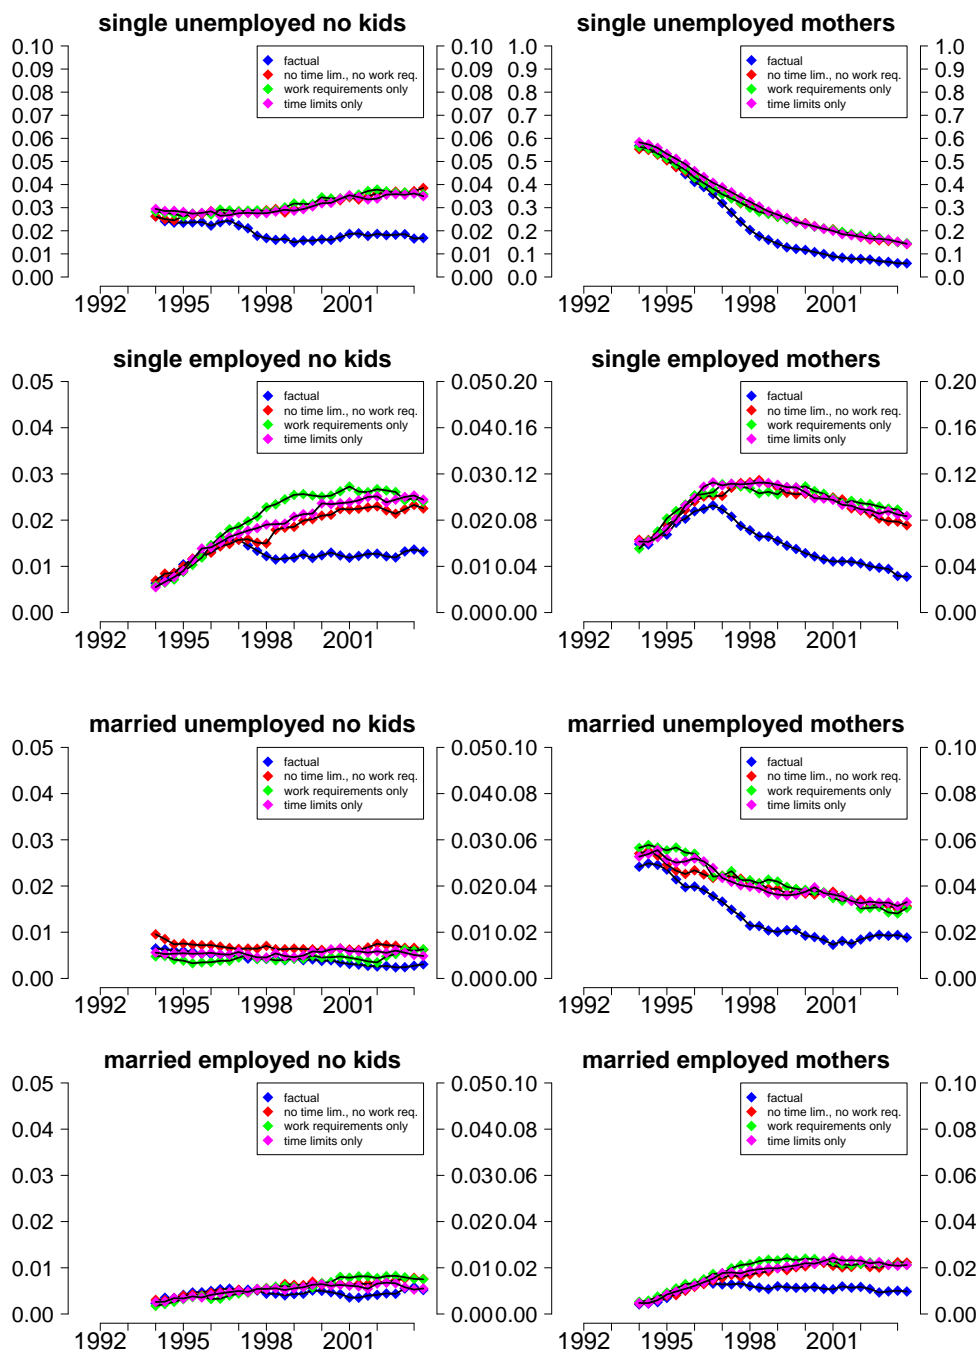 single unemployed no kids
0.10
0.09
0.08
0.07
0.06
0.05
0.04
0.03
0.02
0.01
0.00
factual
no time lim., no work req.
work requirements only
time limits only
0.10
0.09
0.08
0.07
0.06
0.05
0.04
0.03
0.02
0.01
0.00
1992 1995 1998 2001
single unemployed mothers
1.0
0.9
0.8
0.7
0.6
0.5
0.4
0.3
0.2
0.1
0.0
factual
no time lim., no work req.
work requirements only
time limits only
1.0
0.9
0.8
0.7
0.6
0.5
0.4
0.3
0.2
0.1
0.0
1992 1995 1998 2001
single employed no kids
0.05
0.04
0.03
0.02
0.01
0.00
factual
no time lim., no work req.
work requirements only
time limits only
0.05
0.04
0.03
0.02
0.01
0.00
1992 1995 1998 2001
single employed mothers
0.20
0.16
0.12
0.08
0.04
0.00
factual
no time lim., no work req.
work requirements only
time limits only
0.20
0.16
0.12
0.08
0.04
0.00
1992 1995 1998 2001
married unemployed no kids
0.05
0.04
0.03
0.02
0.01
0.00
factual
no time lim., no work req.
work requirements only
time limits only
0.05
0.04
0.03
0.02
0.01
0.00
1992 1995 1998 2001
married unemployed mothers
0.10
0.08
0.06
0.04
0.02
0.00
factual
no time lim., no work req.
work requirements only
time limits only
0.10
0.08
0.06
0.04
0.02
0.00
1992 1995 1998 2001
married employed no kids
0.05
0.04
0.03
0.02
0.01
0.00
factual
no time lim., no work req.
work requirements only
time limits only
0.05
0.04
0.03
0.02
0.01
0.00
1992 1995 1998 2001
married employed mothers
0.10
0.08
0.06
0.04
0.02
0.00
factual
no time lim., no work req.
work requirements only
time limits only
0.10
0.08
0.06
0.04
0.02
0.00
1992 1995 1998 2001